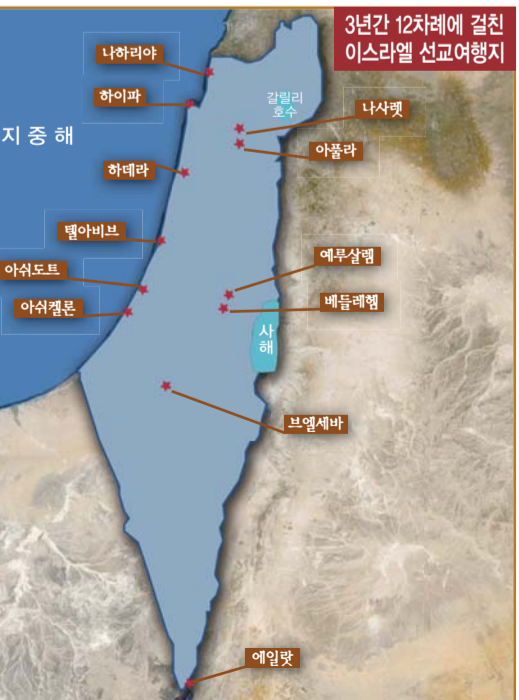 3년간 12차례에 걸친
이스라엘 선교여행지
나하리야
하이파
갈릴리
호수
나사렛
지중해
아풀라
하데라
텔아비브
예루살렘
아쉬도트
베들레헴
아쉬켈론
사
해
브엘세바
에일랏